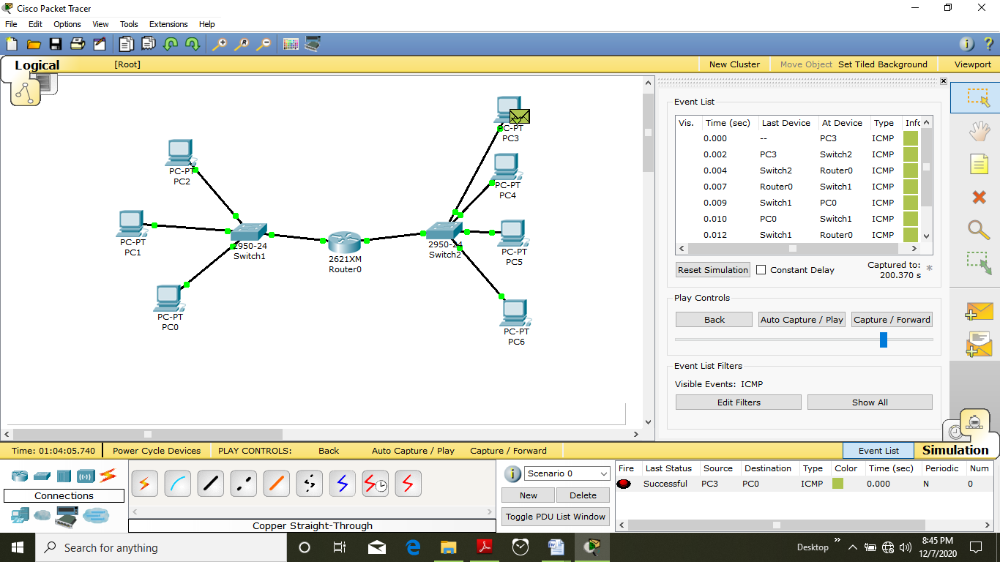 Cisco Packet Tracer
File Edit Options View Tools Extensions Help
Logical [Root] New Cluster Move Object Set Tiled Background Viewport
PC-PT
PC3
PC-PT
PC2
PC-PT
PC4
PC-PT
PC1
2950-24
Switch1
2621XM
Router0
2950-24
Switch2
PC-PT
PC5
PC-PT
PC0
PC-PT
PC6
Event List
Vis. Time (sec) Last Device At Device Type Info
0.000 -- PC3 ICMP
0.002 PC3 Switch2 ICMP
0.004 Switch2 Router0 ICMP
0.007 Router0 Switch1 ICMP
0.009 Switch1 PC0 ICMP
0.010 PC0 Switch1 ICMP
0.012 Switch1 Router0 ICMP
Reset Simulation Constant Delay Captured to: *
200.370 s
Play Controls
Back Auto Capture / Play Capture / Forward
Event List Filters
Visible Events: ICMP
Edit Filters Show All
Time: 01:04:05.740 Power Cycle Devices PLAY CONTROLS: Back Auto Capture / Play Capture / Forward Event List Simulation
Connections
Copper Straight-Through
Scenario 0
New Delete
Toggle PDU List Window
Fire Last Status Source Destination Type Color Time (sec) Periodic Num
Successful PC3 PC0 ICMP 0.000 N 0
Search for anything
Desktop
8:45 PM
12/7/2020